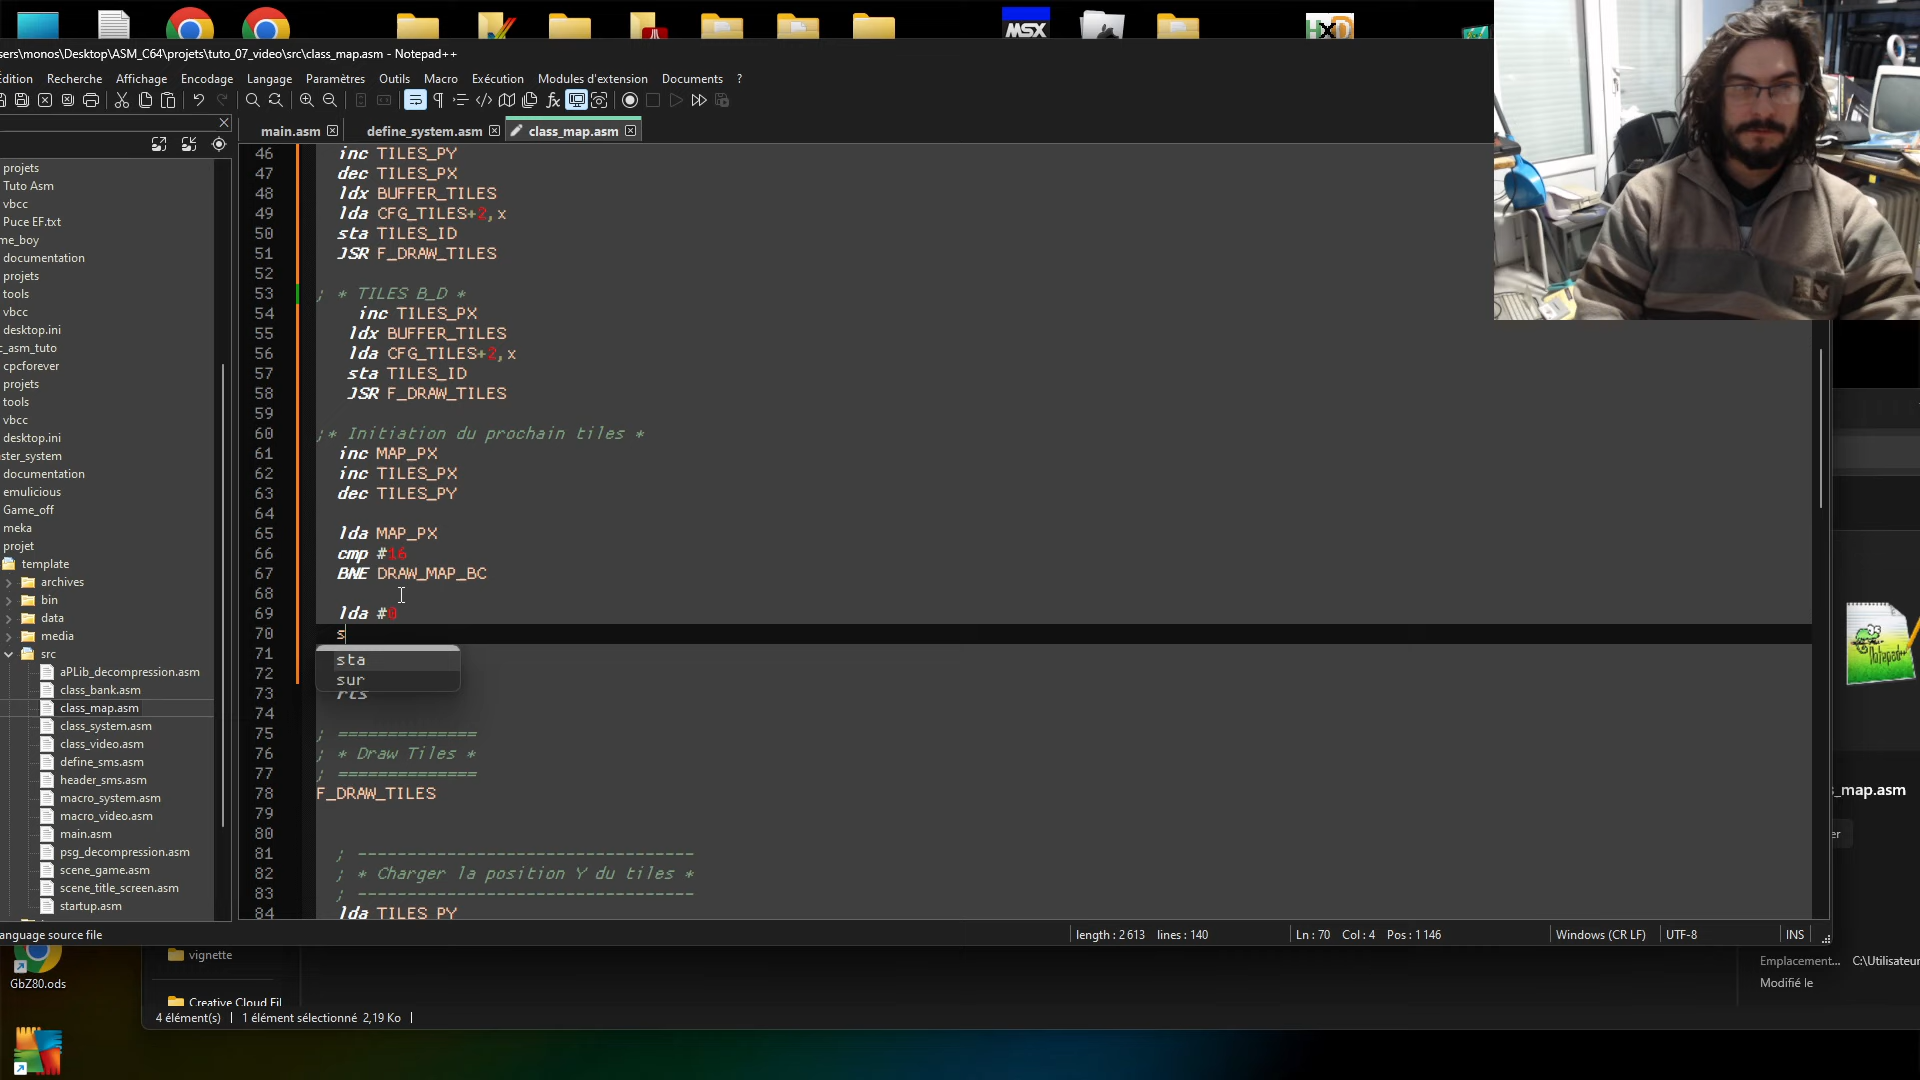 MSX
HxD
sers\monos\Desktop\ASM_C64\projets\tuto_07_video\src\class_map.asm - Notepad++
Édition Recherche Affichage Encodage Langage Paramètres Outils Macro Exécution Modules d'extension Documents ?
main.asm define_system.asm class_map.asm
projets
Tuto Asm
vbcc
Puce EF.txt
me_boy
documentation
projets
tools
vbcc
desktop.ini
c_asm_tuto
cpcforever
projets
tools
vbcc
desktop.ini
ster_system
documentation
emulicious
Game_off
meka
projet
template
archives
bin
data
media
src
aPLib_decompression.asm
class_bank.asm
class_map.asm
class_system.asm
class_video.asm
define_sms.asm
header_sms.asm
macro_system.asm
macro_video.asm
main.asm
psg_decompression.asm
scene_game.asm
scene_title_screen.asm
startup.asm
46 inc TILES_PY
47 dec TILES_PX
48 ldx BUFFER_TILES
49 lda CFG_TILES+2,x
50 sta TILES_ID
51 JSR F_DRAW_TILES
52
53 ; * TILES B_D *
54 inc TILES_PX
55 ldx BUFFER_TILES
56 lda CFG_TILES+2,x
57 sta TILES_ID
58 JSR F_DRAW_TILES
59
60 ;* Initiation du prochain tiles *
61 inc MAP_PX
62 inc TILES_PX
63 dec TILES_PY
64
65 lda MAP_PX
66 cmp #16
67 BNE DRAW_MAP_BC
68
69 lda #0
70 s
71 sta
72 sur
73 rts
74
75 ; ==============
76 ; * Draw Tiles *
77 ; ==============
78 F_DRAW_TILES
79
80
81 ; ----------------------------------
82 ; * Charger la position Y du tiles *
83 ; ----------------------------------
84 lda TILES_PY
anguage source file length : 2 613 lines : 140 Ln : 70 Col : 4 Pos : 1 146 Windows (CR LF) UTF-8 INS
_map.asm
er
Notepad++
GbZ80.ods
vignette
Creative Cloud Fil
4 élément(s) 1 élément sélectionné 2,19 Ko
Emplacement... C:\Utilisateur
Modifié le